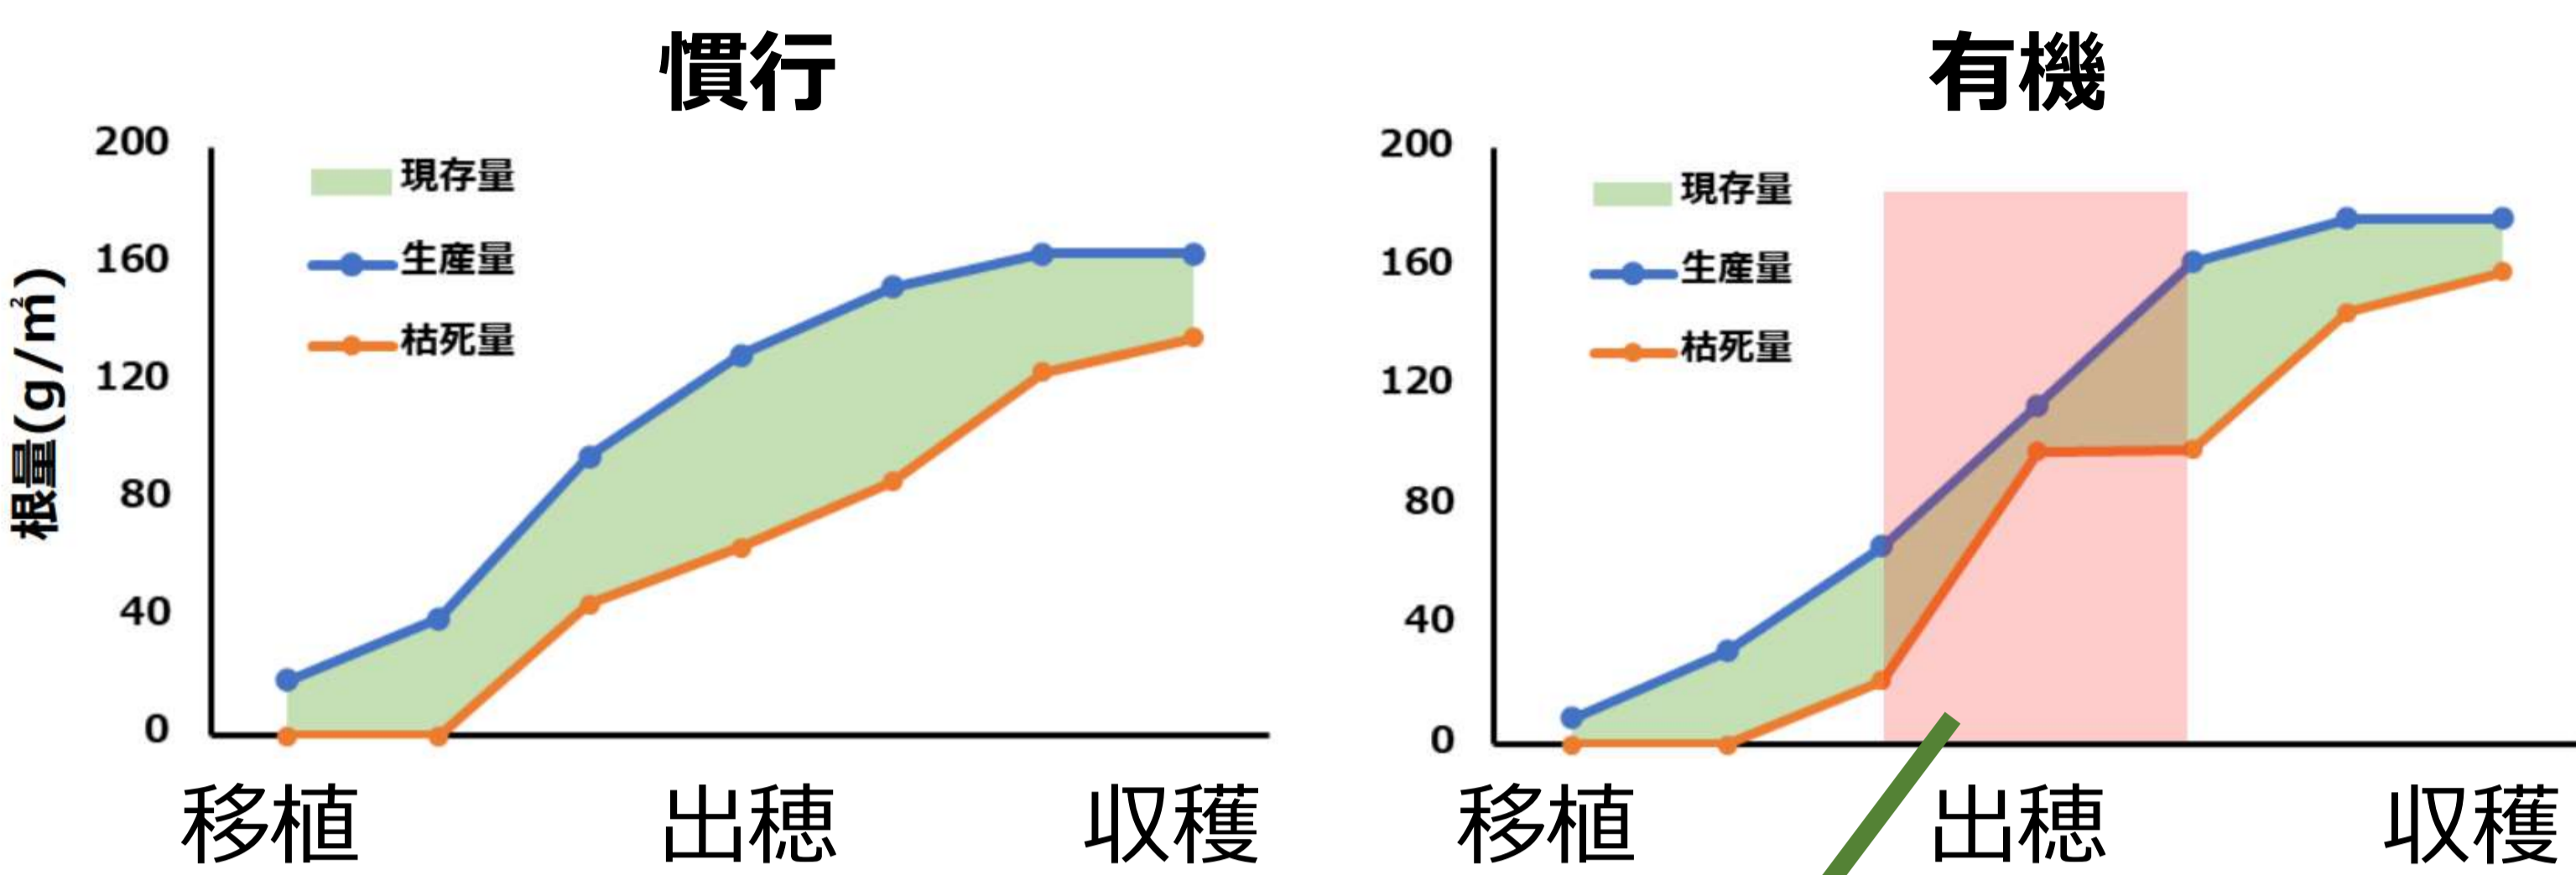 慣行
200
160
120
80
40
0
根量(g/m²)
現存量
生産量
枯死量
移植
出穂
収穫
有機
200
160
120
80
40
0
現存量
生産量
枯死量
移植
出穂
収穫